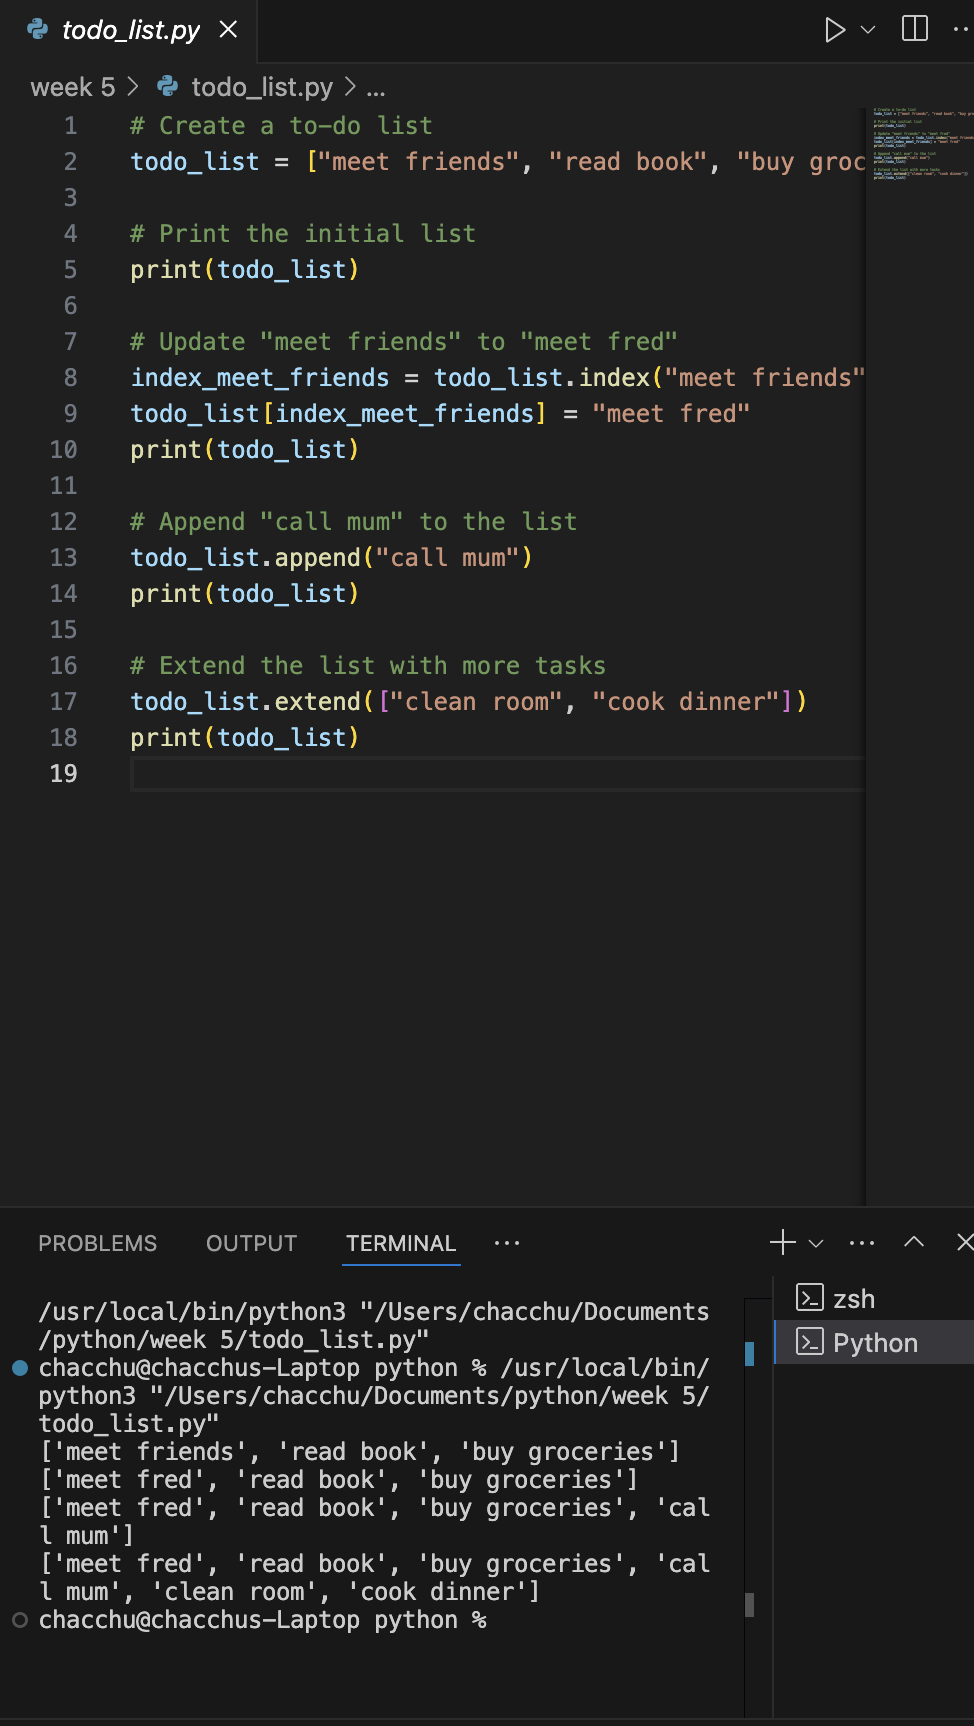 todo_list.py
week 5 > todo_list.py > ...
1 # Create a to-do list
2 todo_list = ["meet friends", "read book", "buy groc
3
4 # Print the initial list
5 print(todo_list)
6
7 # Update "meet friends" to "meet fred"
8 index_meet_friends = todo_list.index("meet friends"
9 todo_list[index_meet_friends] = "meet fred"
10 print(todo_list)
11
12 # Append "call mum" to the list
13 todo_list.append("call mum")
14 print(todo_list)
15
16 # Extend the list with more tasks
17 todo_list.extend(["clean room", "cook dinner"])
18 print(todo_list)
19
PROBLEMS OUTPUT TERMINAL ...
/usr/local/bin/python3 "/Users/chacchu/Documents
/python/week 5/todo_list.py"
chacchu@chacchus-Laptop python % /usr/local/bin/
python3 "/Users/chacchu/Documents/python/week 5/
todo_list.py"
['meet friends', 'read book', 'buy groceries']
['meet fred', 'read book', 'buy groceries']
['meet fred', 'read book', 'buy groceries', 'cal
l mum']
['meet fred', 'read book', 'buy groceries', 'cal
l mum', 'clean room', 'cook dinner']
chacchu@chacchus-Laptop python %
zsh
Python